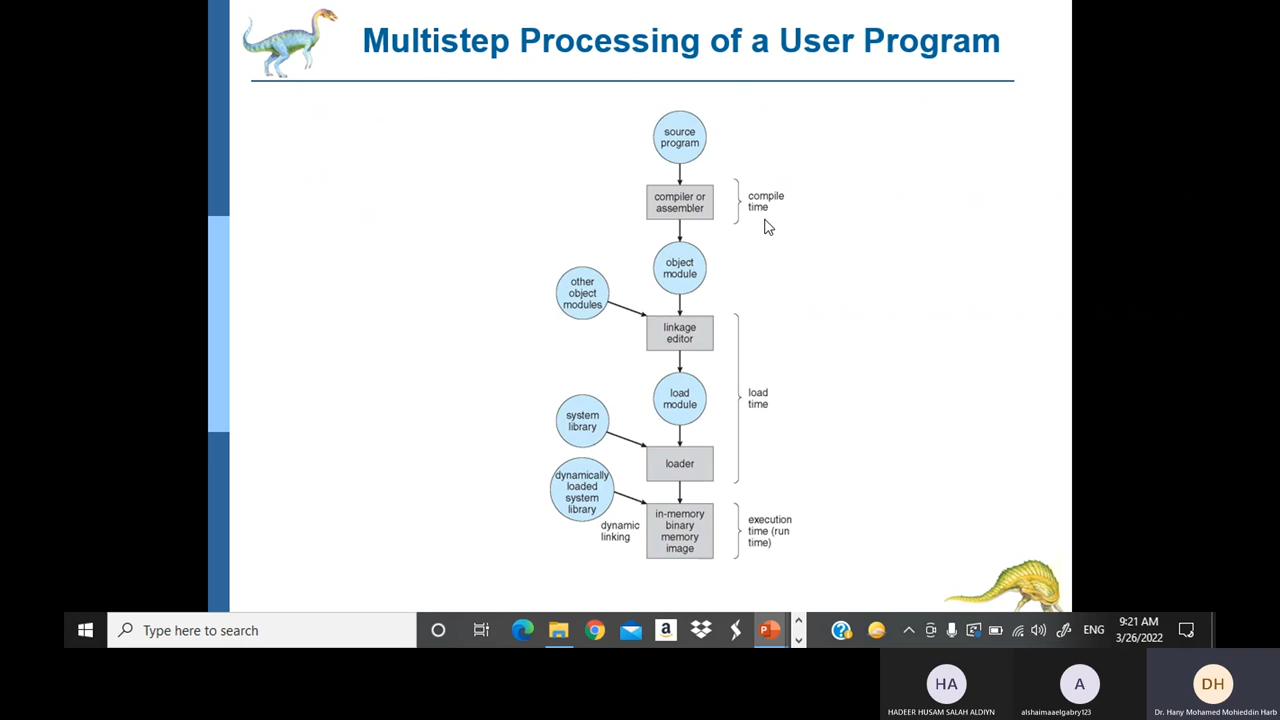 Multistep Processing of a User Program
source
program
compiler or
assembler
compile
time
object
module
other
object
modules
linkage
editor
load
module
load
time
system
library
loader
dynamically
loaded
system
library
dynamic
linking
in-memory
binary
memory
image
execution
time (run
time)
Type here to search
a
ENG
9:21 AM
3/26/2022
HA
HADEER HUSAM SALAH ALDIYN
A
alshaimaaelgabry123
DH
Dr. Hany Mohamed Mohieddin Harb